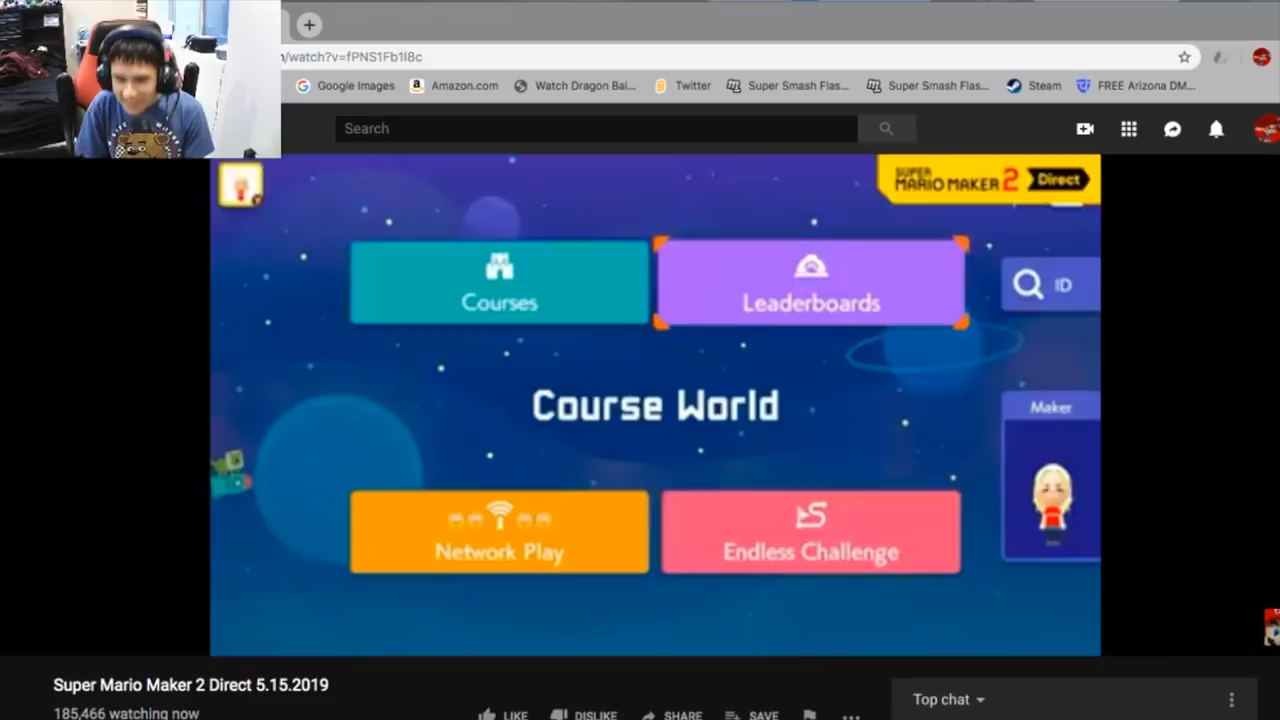 n/watch?v=fPNS1Fb1l8c
Google Images Amazon.com Watch Dragon Bal... Twitter Super Smash Flas... Super Smash Flas... Steam FREE Arizona DM...
Search
SUPER MARIO MAKER 2 Direct
Courses
Leaderboards
ID
Course World
Maker
Network Play
Endless Challenge
Super Mario Maker 2 Direct 5.15.2019
185,466 watching now
LIKE DISLIKE SHARE SAVE
Top chat